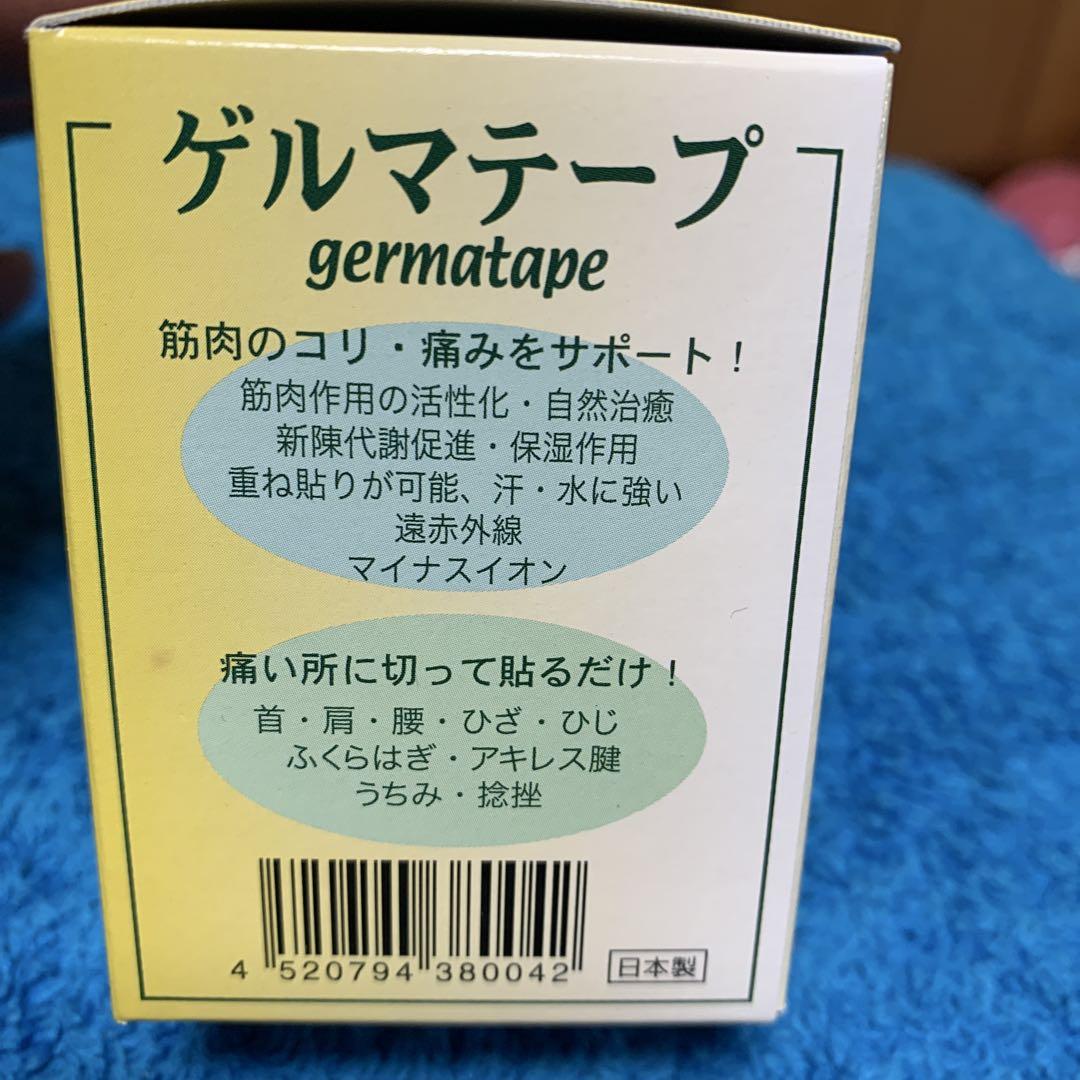 ゲルマテープ
germatape
筋肉のコリ・痛みをサポート！
筋肉作用の活性化・自然治癒
新陳代謝促進・保湿作用
重ね貼りが可能、汗・水に強い
遠赤外線
マイナスイオン
痛い所に切って貼るだけ！
首・肩・腰・ひざ・ひじ
ふくらはぎ・アキレス腱
うちみ・捻挫
4 520794 380042
日本製